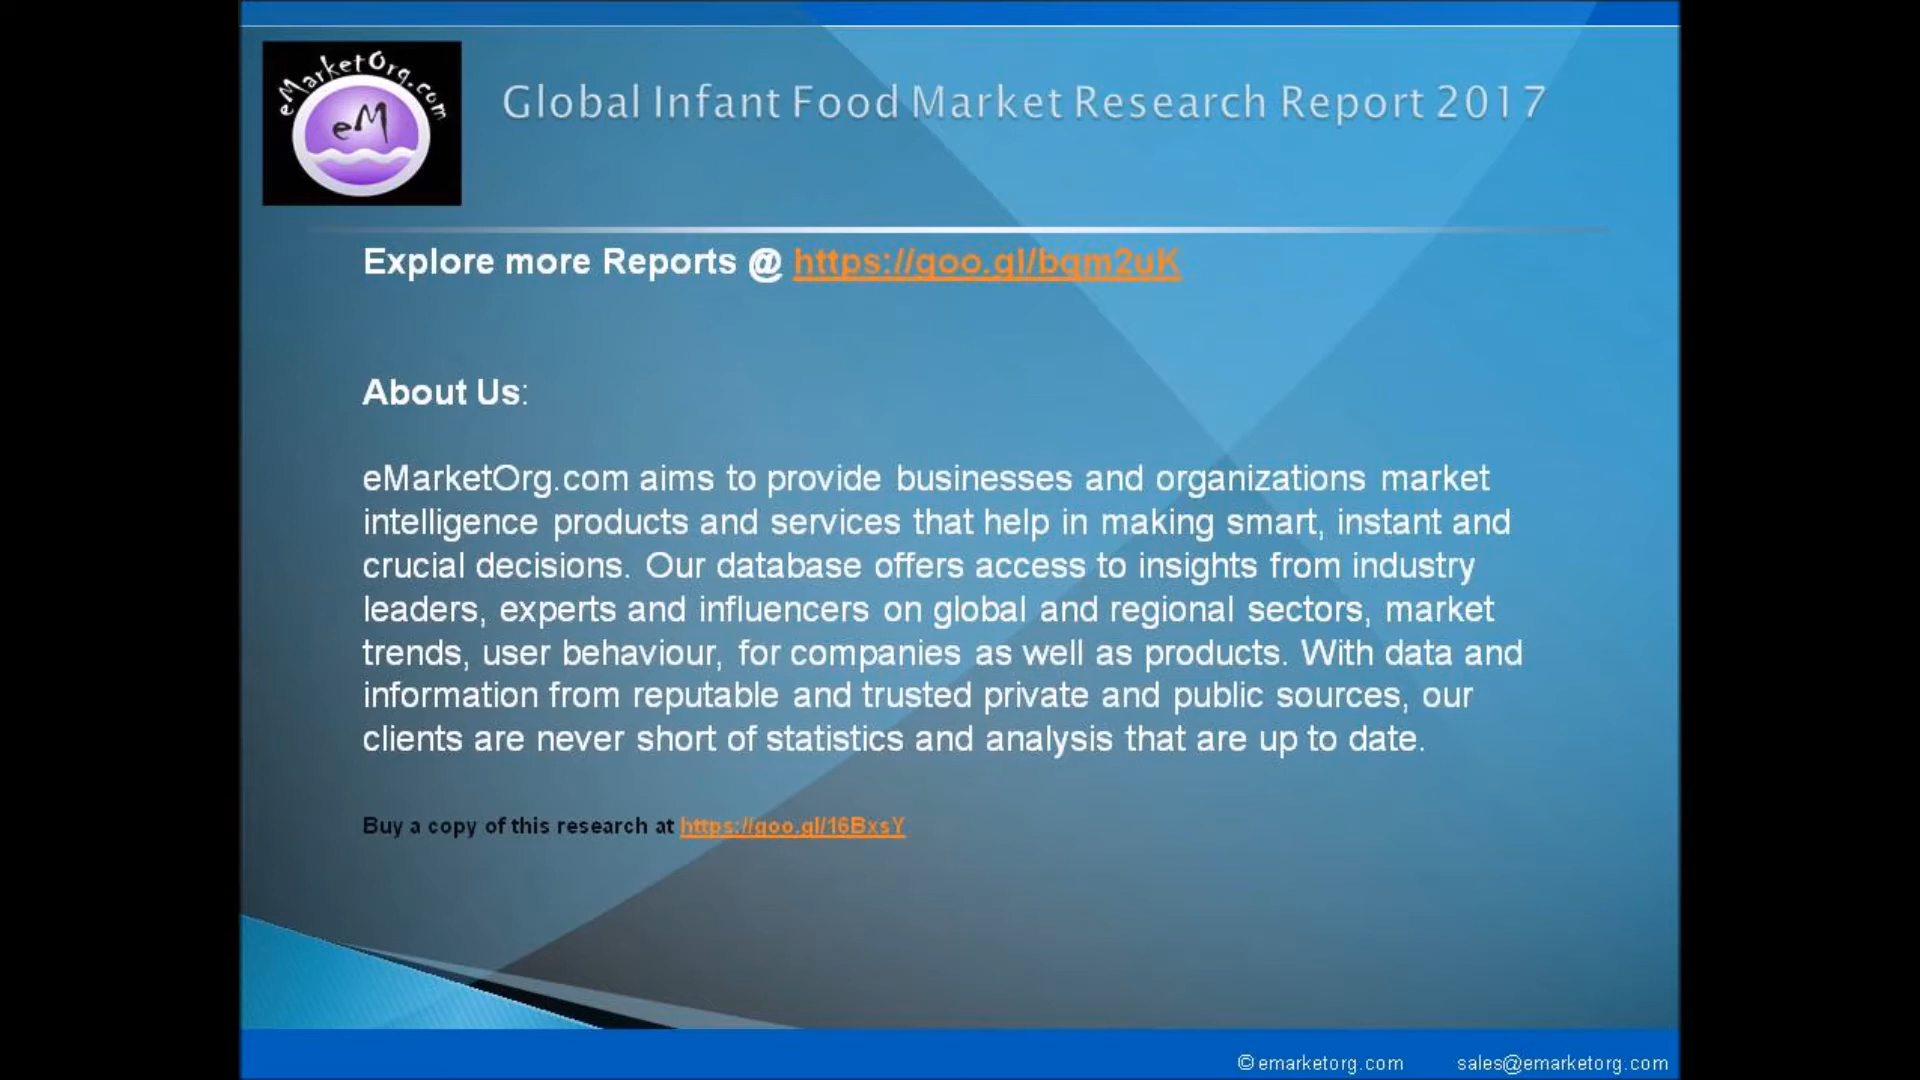 eMarketOrg.com
eM
Global Infant Food Market Research Report 2017
Explore more Reports @ https://goo.gl/bqm2uK
About Us:
eMarketOrg.com aims to provide businesses and organizations market
intelligence products and services that help in making smart, instant and
crucial decisions. Our database offers access to insights from industry
leaders, experts and influencers on global and regional sectors, market
trends, user behaviour, for companies as well as products. With data and
information from reputable and trusted private and public sources, our
clients are never short of statistics and analysis that are up to date.
Buy a copy of this research at https://goo.gl/16BxsY
© emarketorg.com sales@emarketorg.com